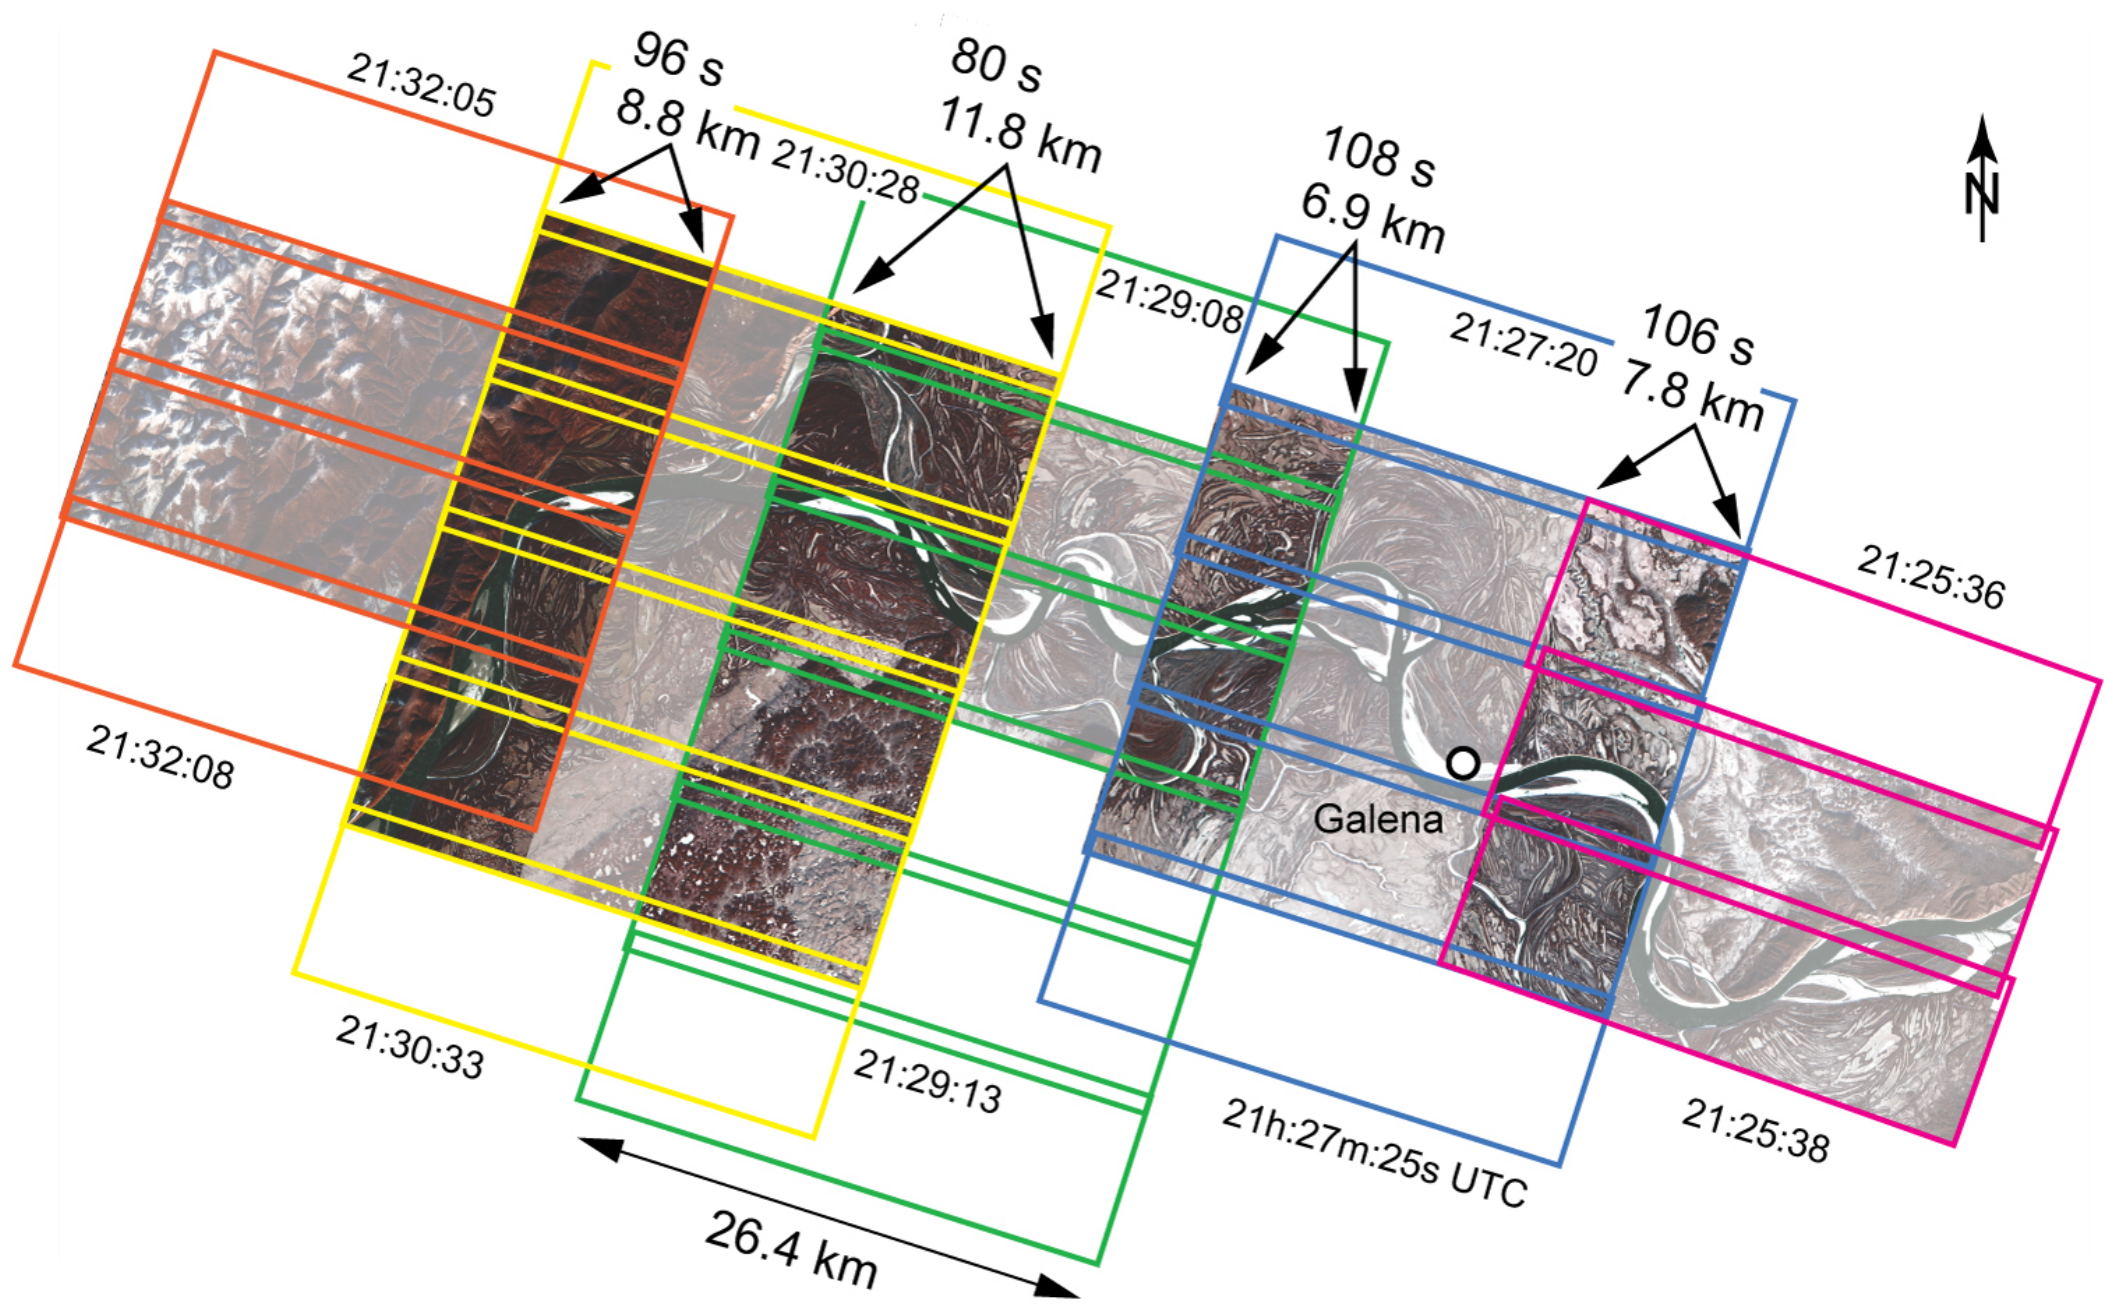 21:32:05
96 s
8.8 km
21:30:28
80 s
11.8 km
21:29:08
108 s
6.9 km
21:27:20
106 s
7.8 km
N
21:25:36
Galena
21:32:08
21:30:33
21:29:13
21h:27m:25s UTC
21:25:38
26.4 km